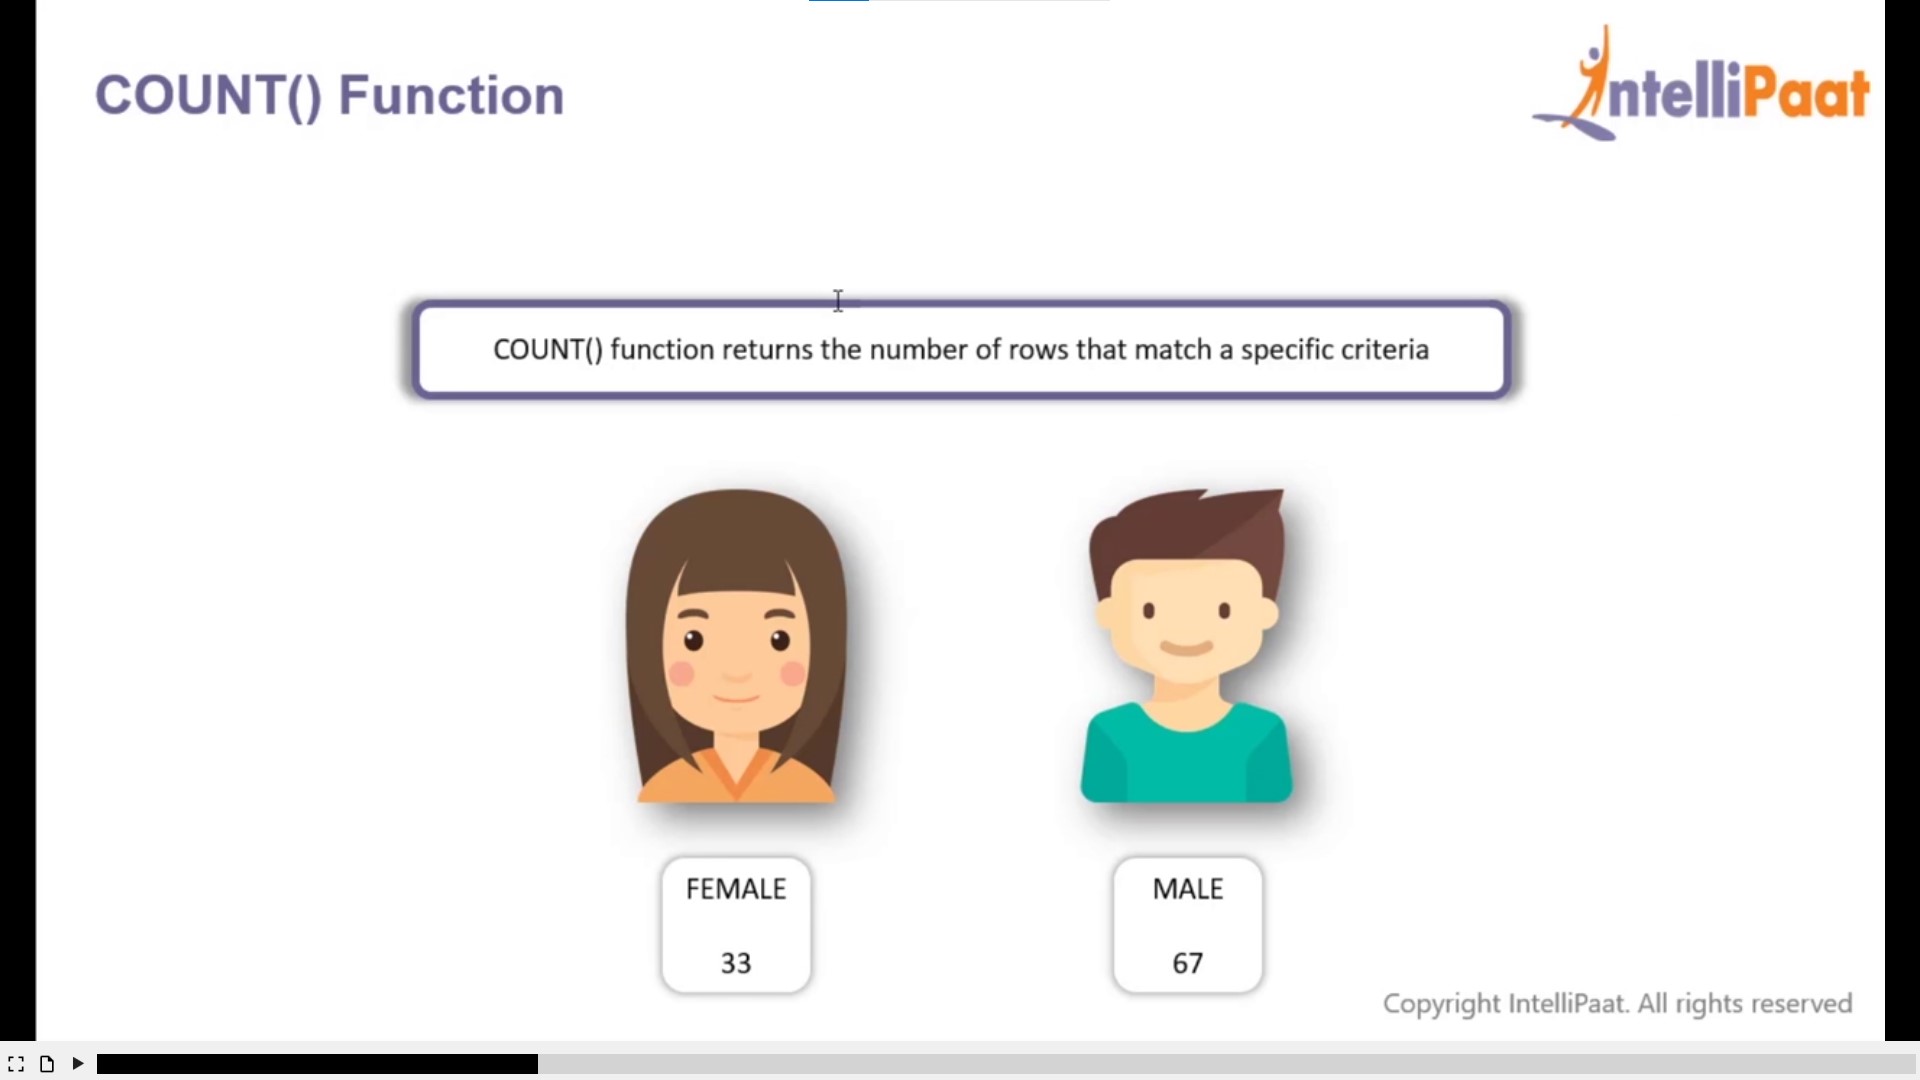 COUNT() Function
IntelliPaat
COUNT() function returns the number of rows that match a specific criteria
FEMALE
33
MALE
67
Copyright IntelliPaat. All rights reserved